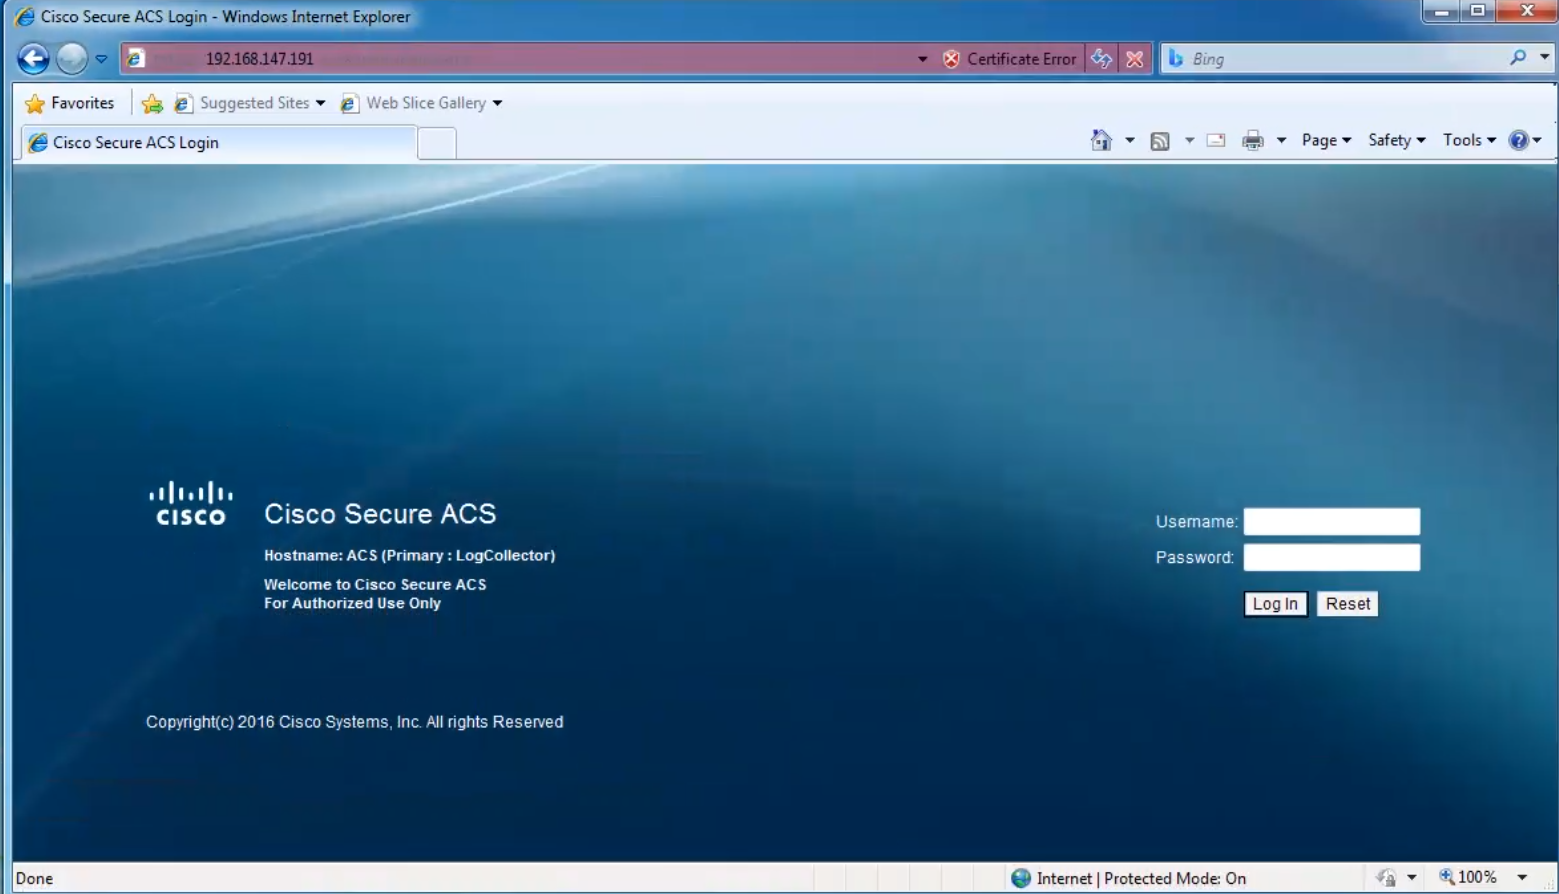 Cisco Secure ACS Login - Windows Internet Explorer
192.168.147.191
Certificate Error
Bing
Favorites
Suggested Sites
Web Slice Gallery
Cisco Secure ACS Login
Page
Safety
Tools
CISCO
Cisco Secure ACS
Hostname: ACS (Primary : LogCollector)
Welcome to Cisco Secure ACS
For Authorized Use Only
Username:
Password:
Log In
Reset
Copyright(c) 2016 Cisco Systems, Inc. All rights Reserved
Done
Internet | Protected Mode: On
100%